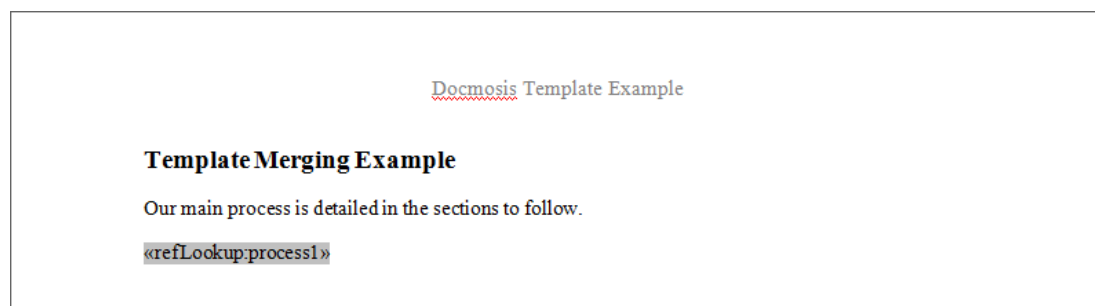 Docmosis Template Example
Template Merging Example
Our main process is detailed in the sections to follow.
«refLookup:process1»